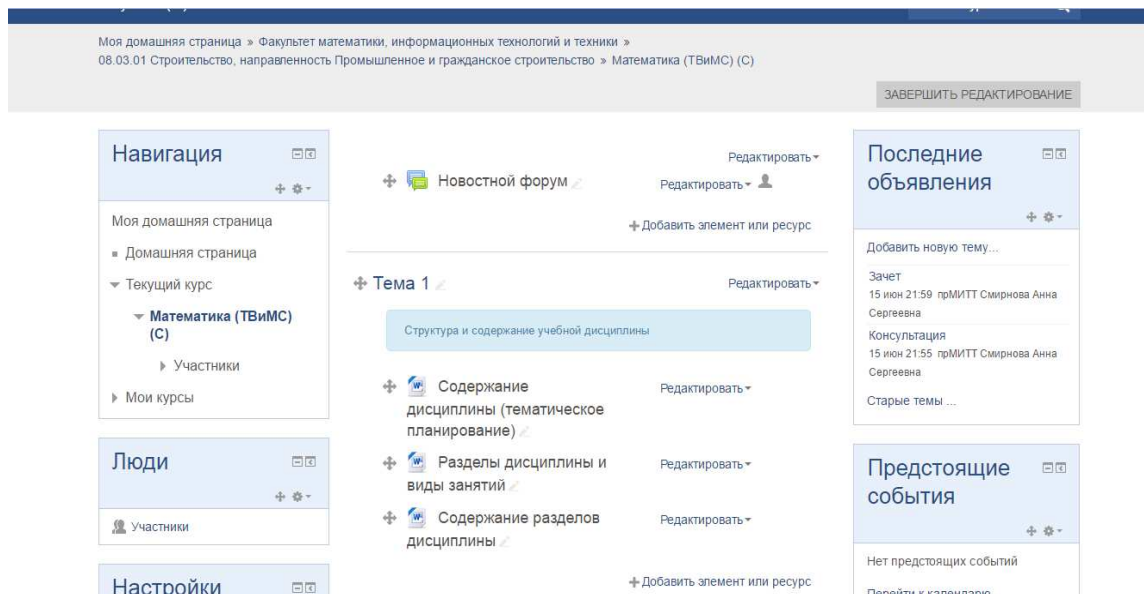 Моя домашняя страница » Факультет математики, информационных технологий и техники »
08.03.01 Строительство, направленность Промышленное и гражданское строительство » Математика (ТВиМС) (С)
ЗАВЕРШИТЬ РЕДАКТИРОВАНИЕ
Навигация
Моя домашняя страница
Домашняя страница
Текущий курс
Математика (ТВиМС)
(С)
Участники
Мои курсы
Люди
Участники
Настройки
Редактировать
Новостной форум
Редактировать
Добавить элемент или ресурс
Тема 1
Редактировать
Структура и содержание учебной дисциплины
Содержание
дисциплины (тематическое
планирование)
Редактировать
Разделы дисциплины и
виды занятий
Редактировать
Содержание разделов
дисциплины
Редактировать
Добавить элемент или ресурс
Последние
объявления
Добавить новую тему...
Зачет
15 июн 21:59 прМИТТ Смирнова Анна
Сергеевна
Консультация
15 июн 21:55 прМИТТ Смирнова Анна
Сергеевна
Старые темы ...
Предстоящие
события
Нет предстоящих событий
Перейти к календарю